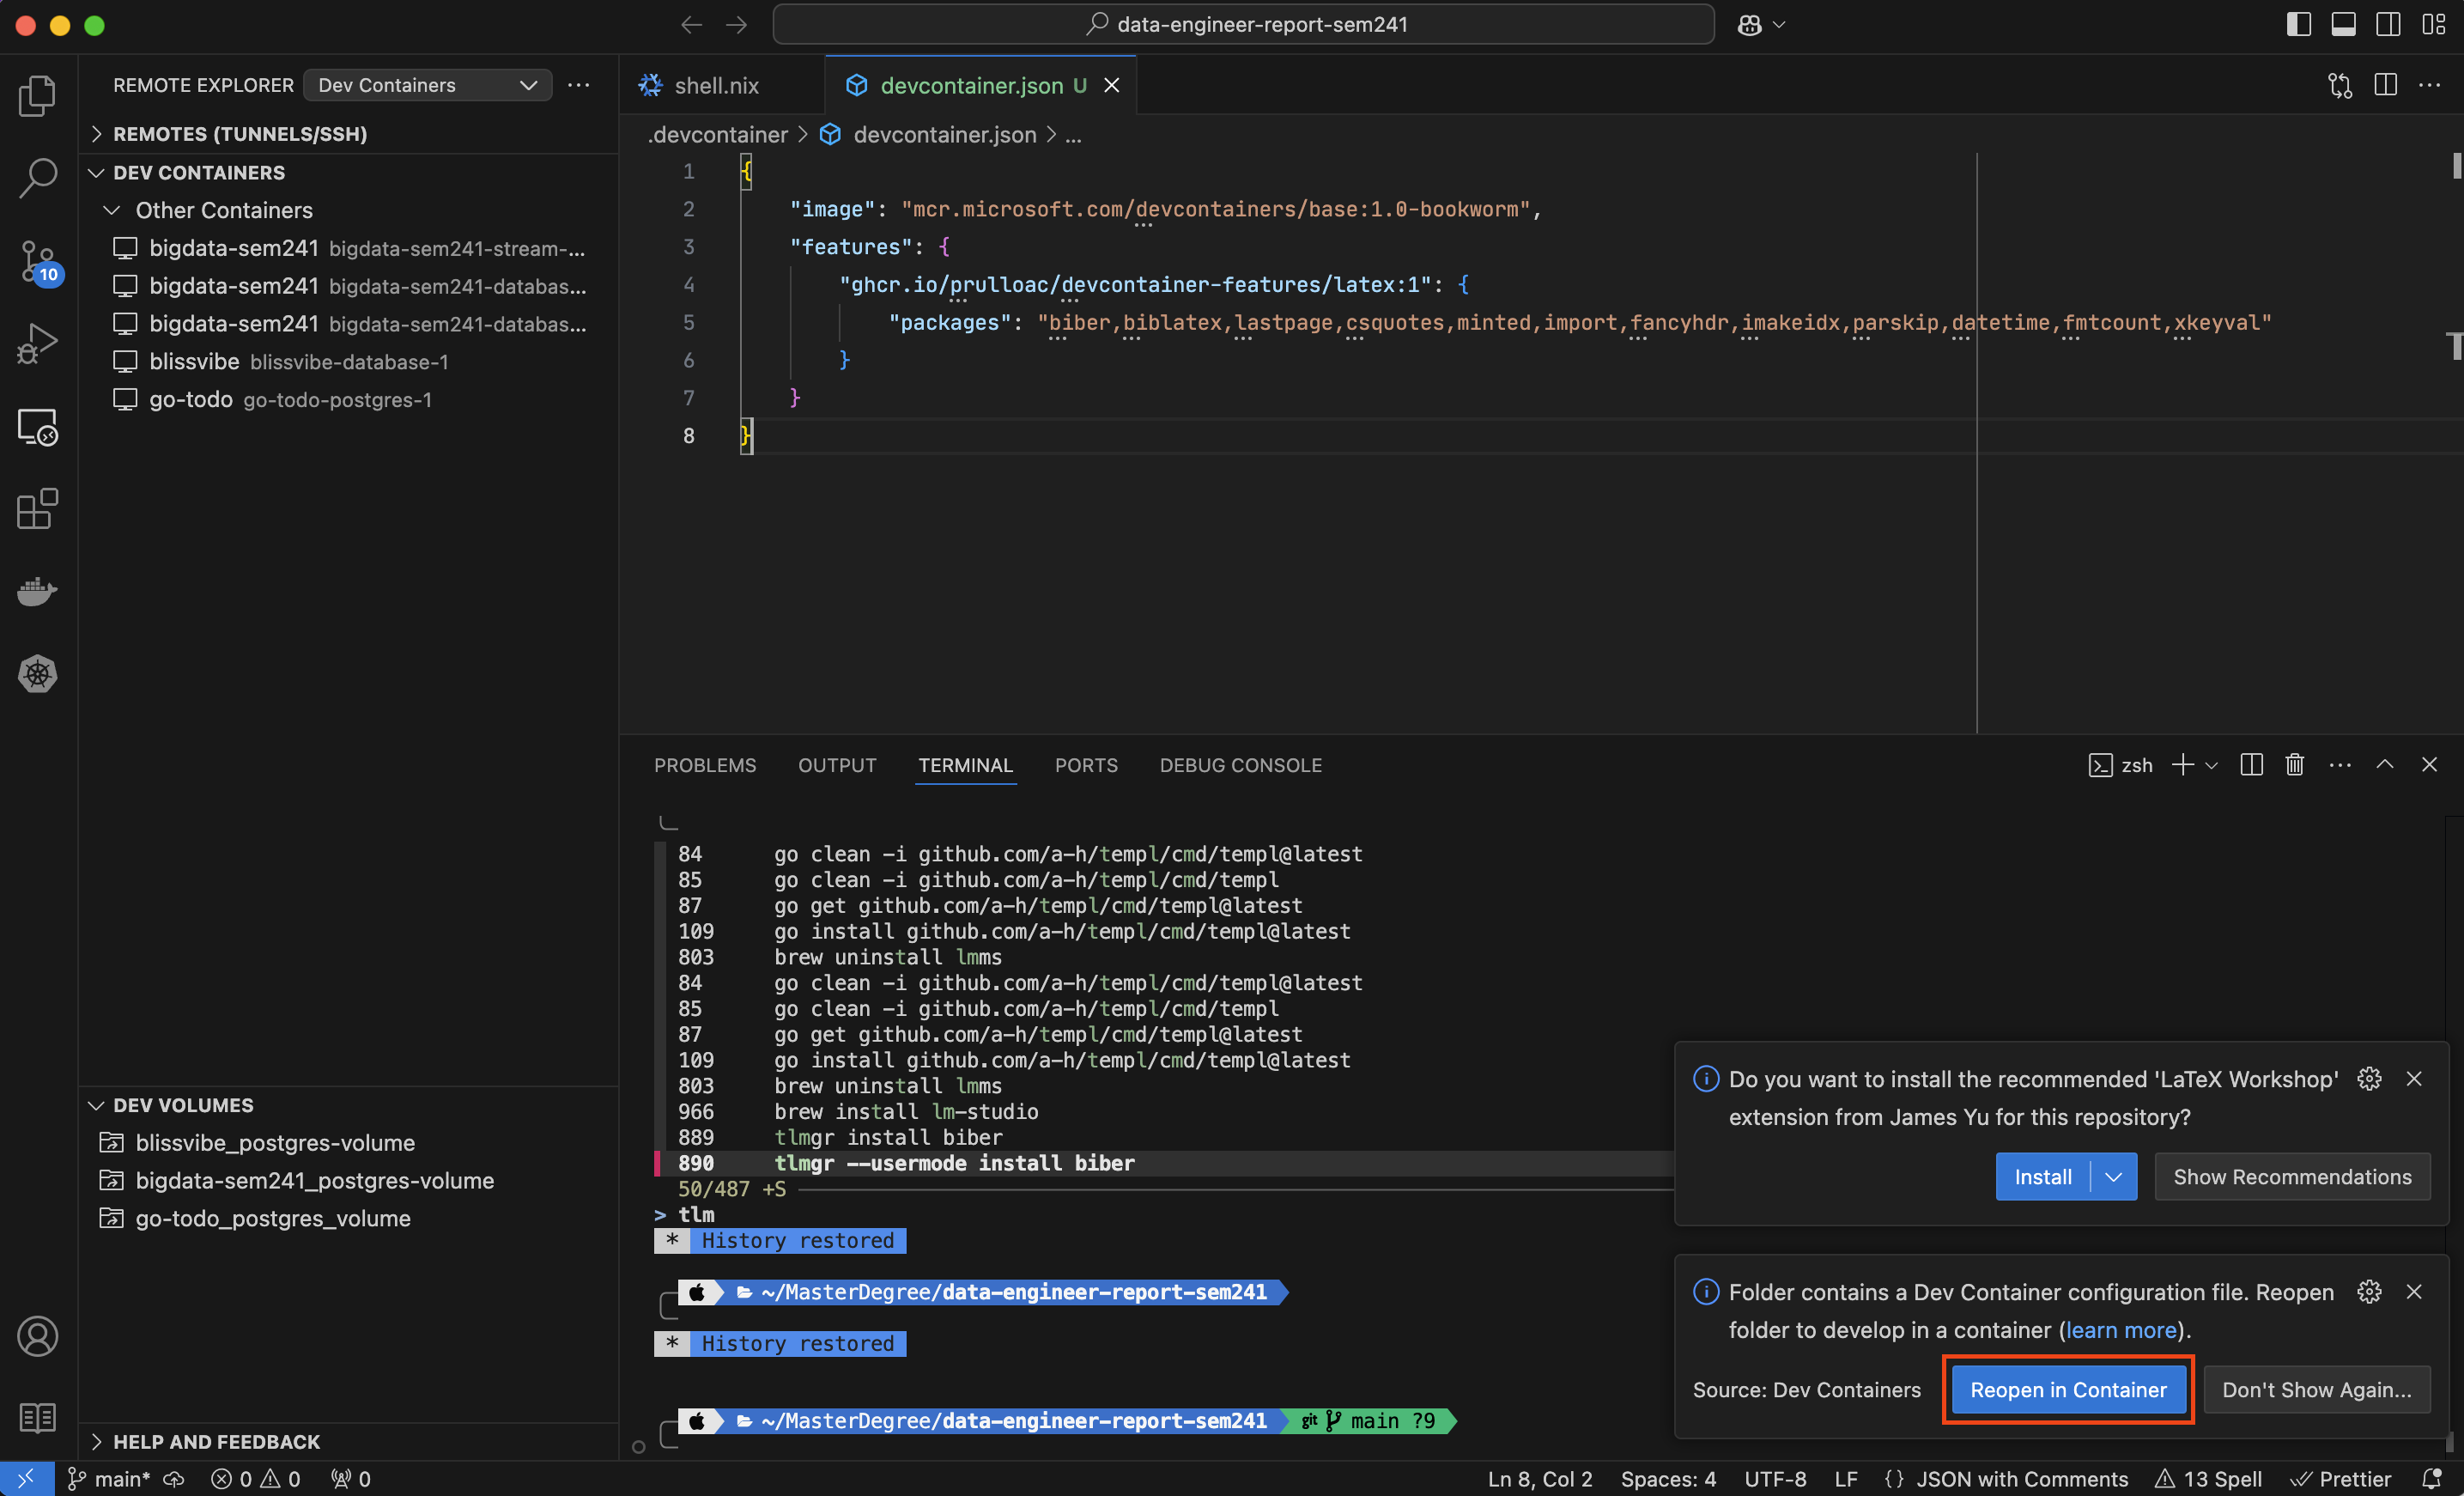 data-engineer-report-sem241
REMOTE EXPLORER
Dev Containers
REMOTES (TUNNELS/SSH)
DEV CONTAINERS
Other Containers
bigdata-sem241 bigdata-sem241-stream-...
bigdata-sem241 bigdata-sem241-databas...
bigdata-sem241 bigdata-sem241-databas...
blissvibe blissvibe-database-1
go-todo go-todo-postgres-1
10
DEV VOLUMES
blissvibe_postgres-volume
bigdata-sem241_postgres-volume
go-todo_postgres_volume
HELP AND FEEDBACK
shell.nix
devcontainer.json U
.devcontainer > devcontainer.json > ...
1 {
2 "image": "mcr.microsoft.com/devcontainers/base:1.0-bookworm",
3 "features": {
4 "ghcr.io/prulloac/devcontainer-features/latex:1": {
5 "packages": "biber,biblatex,lastpage,csquotes,minted,import,fancyhdr,imakeidx,parskip,datetime,fmtcount,xkeyval"
6 }
7 }
8 }
PROBLEMS OUTPUT TERMINAL PORTS DEBUG CONSOLE
zsh
84 go clean -i github.com/a-h/templ/cmd/templ@latest
85 go clean -i github.com/a-h/templ/cmd/templ
87 go get github.com/a-h/templ/cmd/templ@latest
109 go install github.com/a-h/templ/cmd/templ@latest
803 brew uninstall lmms
84 go clean -i github.com/a-h/templ/cmd/templ@latest
85 go clean -i github.com/a-h/templ/cmd/templ
87 go get github.com/a-h/templ/cmd/templ@latest
109 go install github.com/a-h/templ/cmd/templ@latest
803 brew uninstall lmms
966 brew install lm-studio
889 tlmgr install biber
890 tlmgr --usermode install biber
50/487 +S
> tlm
* History restored
~/MasterDegree/data-engineer-report-sem241
* History restored
~/MasterDegree/data-engineer-report-sem241 git main ?9
Do you want to install the recommended 'LaTeX Workshop'
extension from James Yu for this repository?
Install
Show Recommendations
Folder contains a Dev Container configuration file. Reopen
folder to develop in a container (learn more).
Source: Dev Containers
Reopen in Container
Don't Show Again...
main* 0 0 0
Ln 8, Col 2 Spaces: 4 UTF-8 LF {} JSON with Comments 13 Spell Prettier